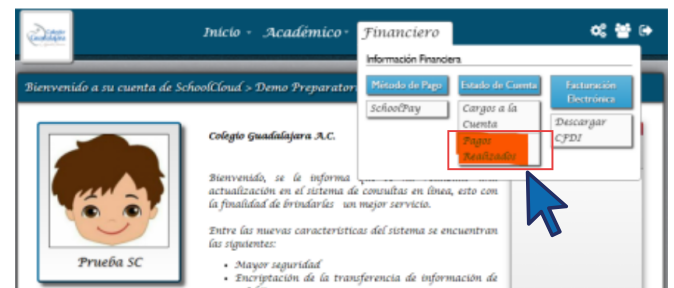 Colegio Guadalajara
Inicio Académico Financiero
Información Financiera
Bienvenido a su cuenta de SchoolCloud > Demo Preparator
Método de Pago
SchoolPay
Estado de Cuenta
Cargos a la
Cuenta
Pagos
Realizados
Facturación
Electrónica
Descargar
CFDI
Prueba SC
Colegio Guadalajara A.C.
Bienvenido, se le informa que
actualización en el sistema de consultas en línea, esto con
la finalidad de brindarles un mejor servicio.
Entre las nuevas características del sistema se encuentran
las siguientes:
• Mayor seguridad
• Encriptación de la transferencia de información de